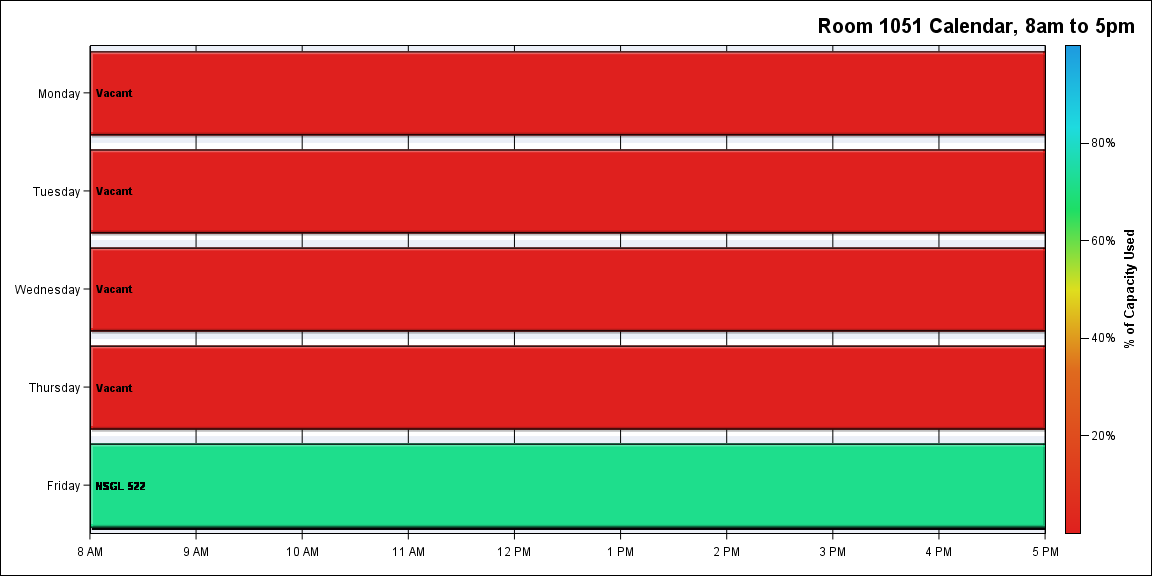 Room 1051 Calendar, 8am to 5pm
Monday
Vacant
Tuesday
Vacant
Wednesday
Vacant
Thursday
Vacant
Friday
NSGL 522
8 AM 9 AM 10 AM 11 AM 12 PM 1 PM 2 PM 3 PM 4 PM 5 PM
80%
60%
40%
20%
% of Capacity Used